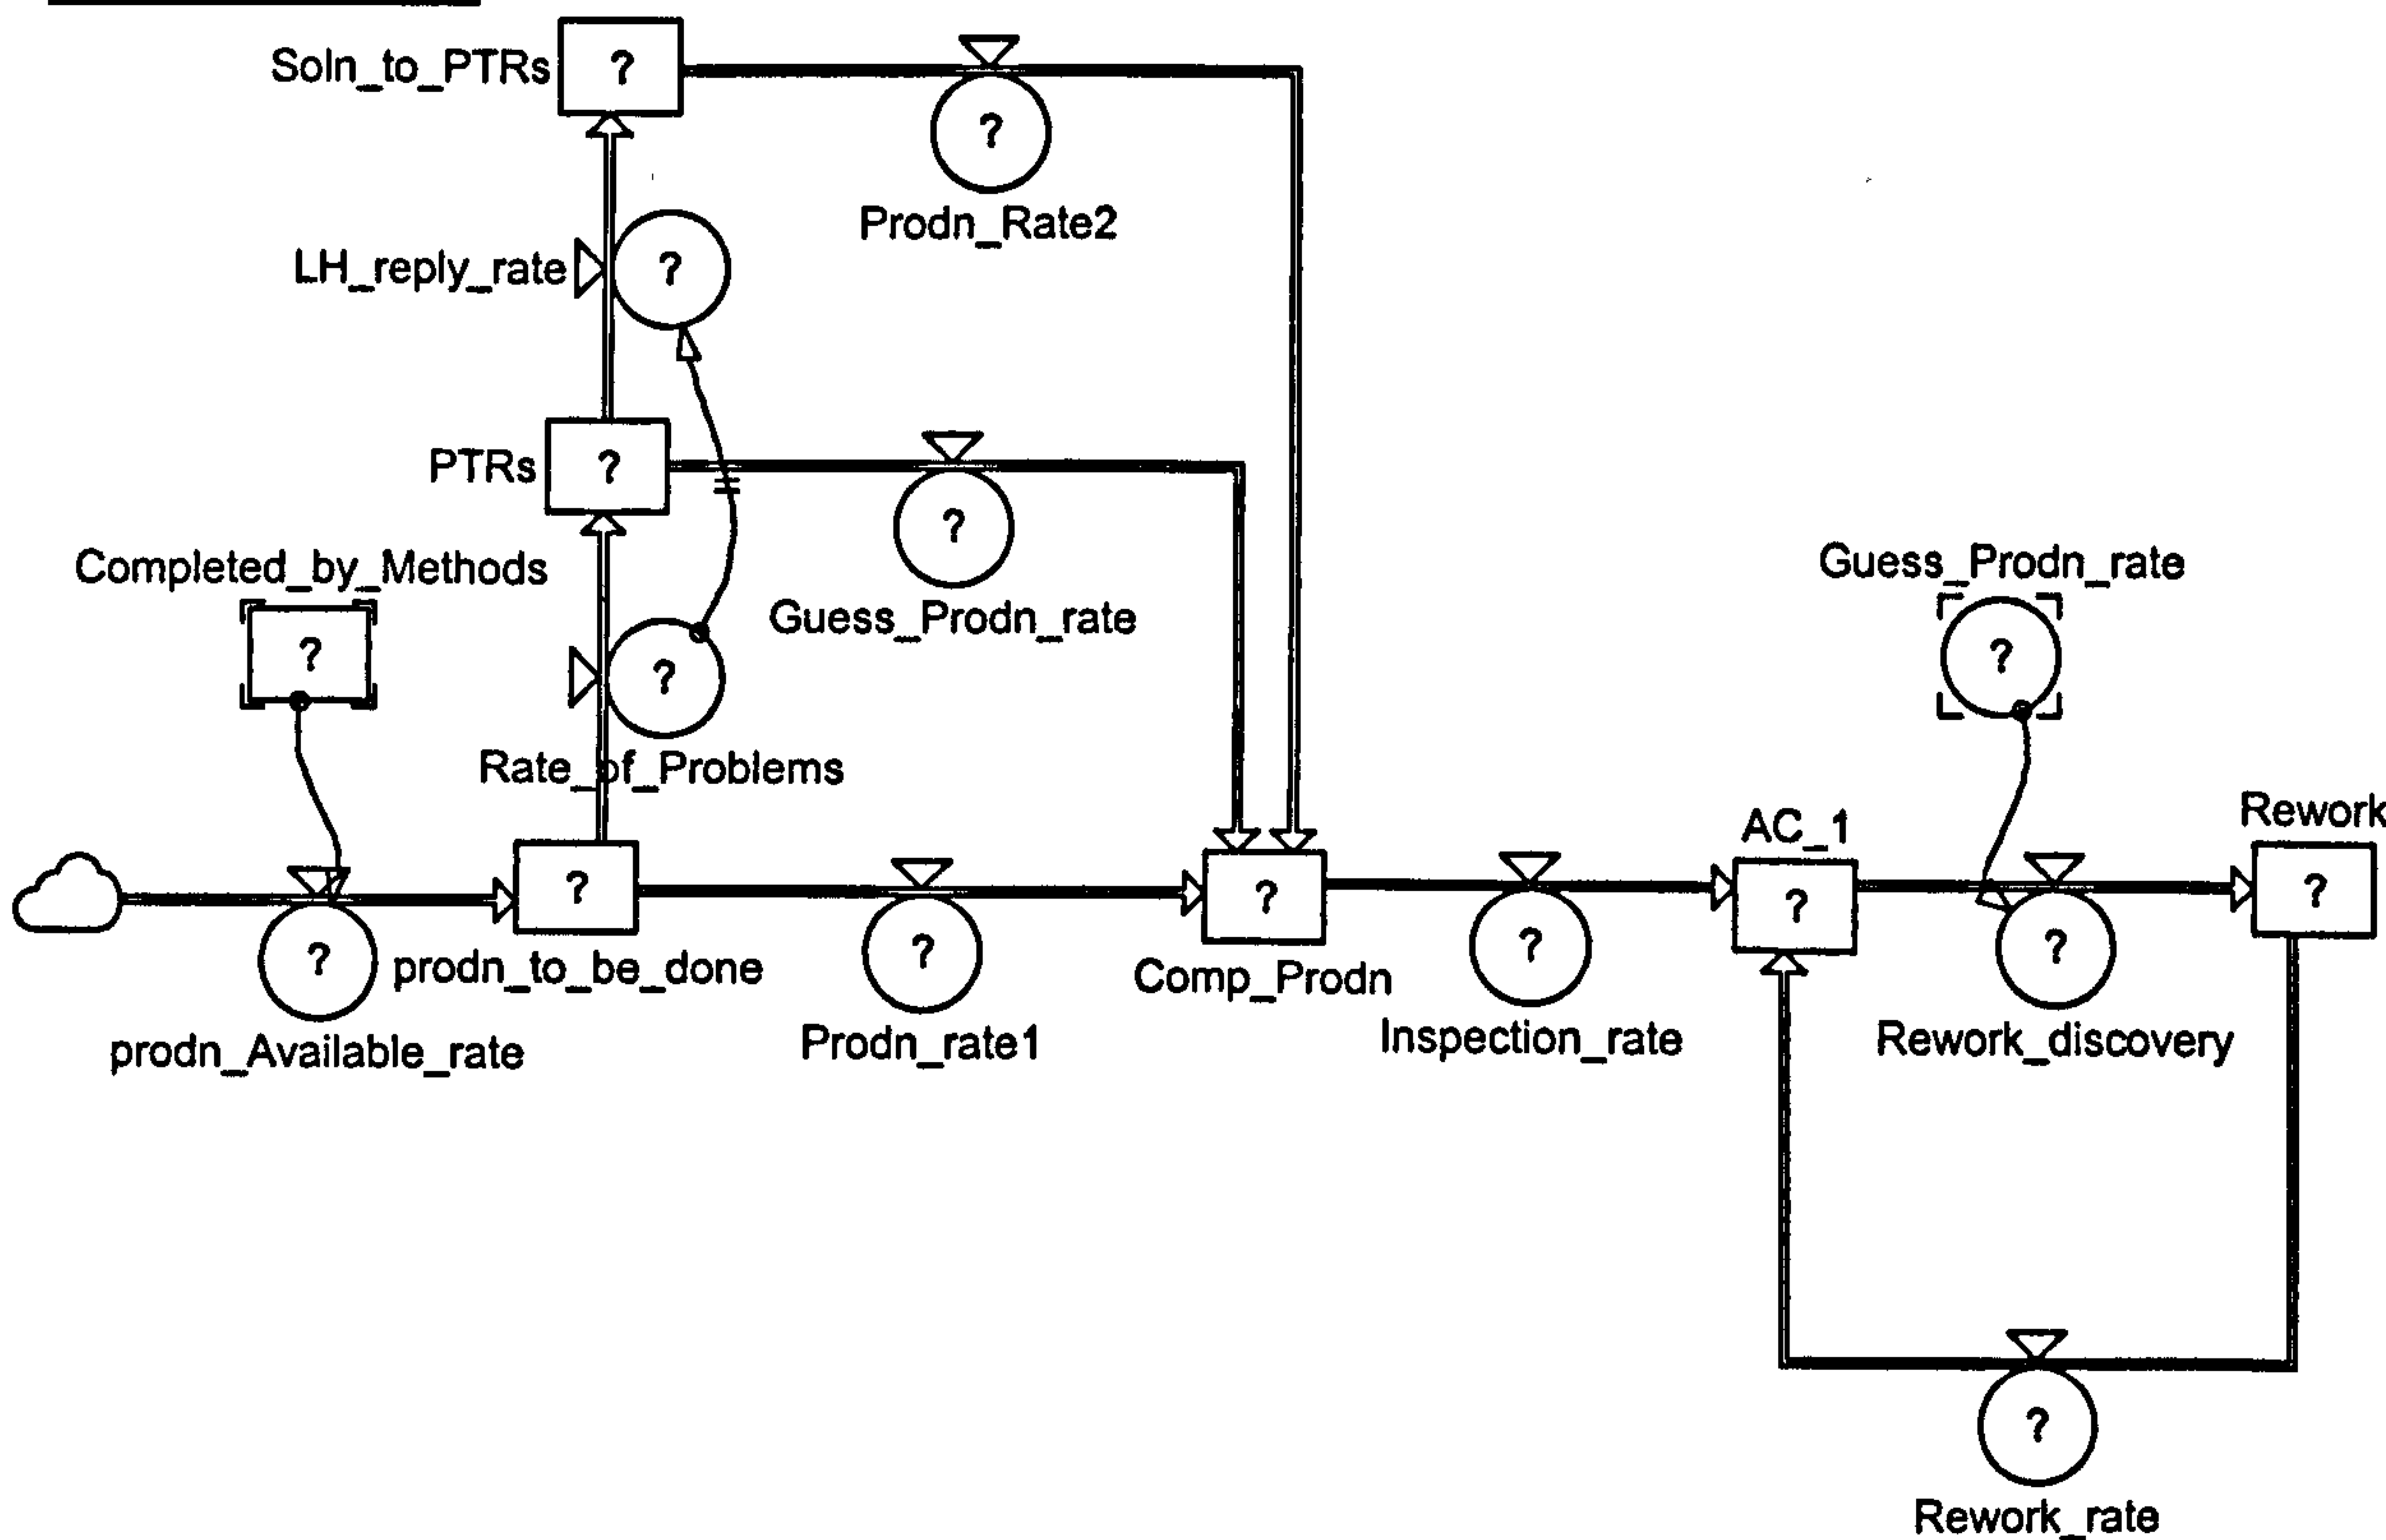 Soln_to_PTRs
?
?
Prodn_Rate2
LH_reply_rate
?
PTRs
?
?
Guess_Prodn_rate
Completed_by_Methods
?
?
Rate_of_Problems
Guess_Prodn_rate
?
prodn_Available_rate
?
prodn_to_be_done
?
Prodn_rate1
?
Comp_Prodn
?
Inspection_rate
?
AC_1
?
Rework_discovery
?
Rework
?
Rework_rate
?